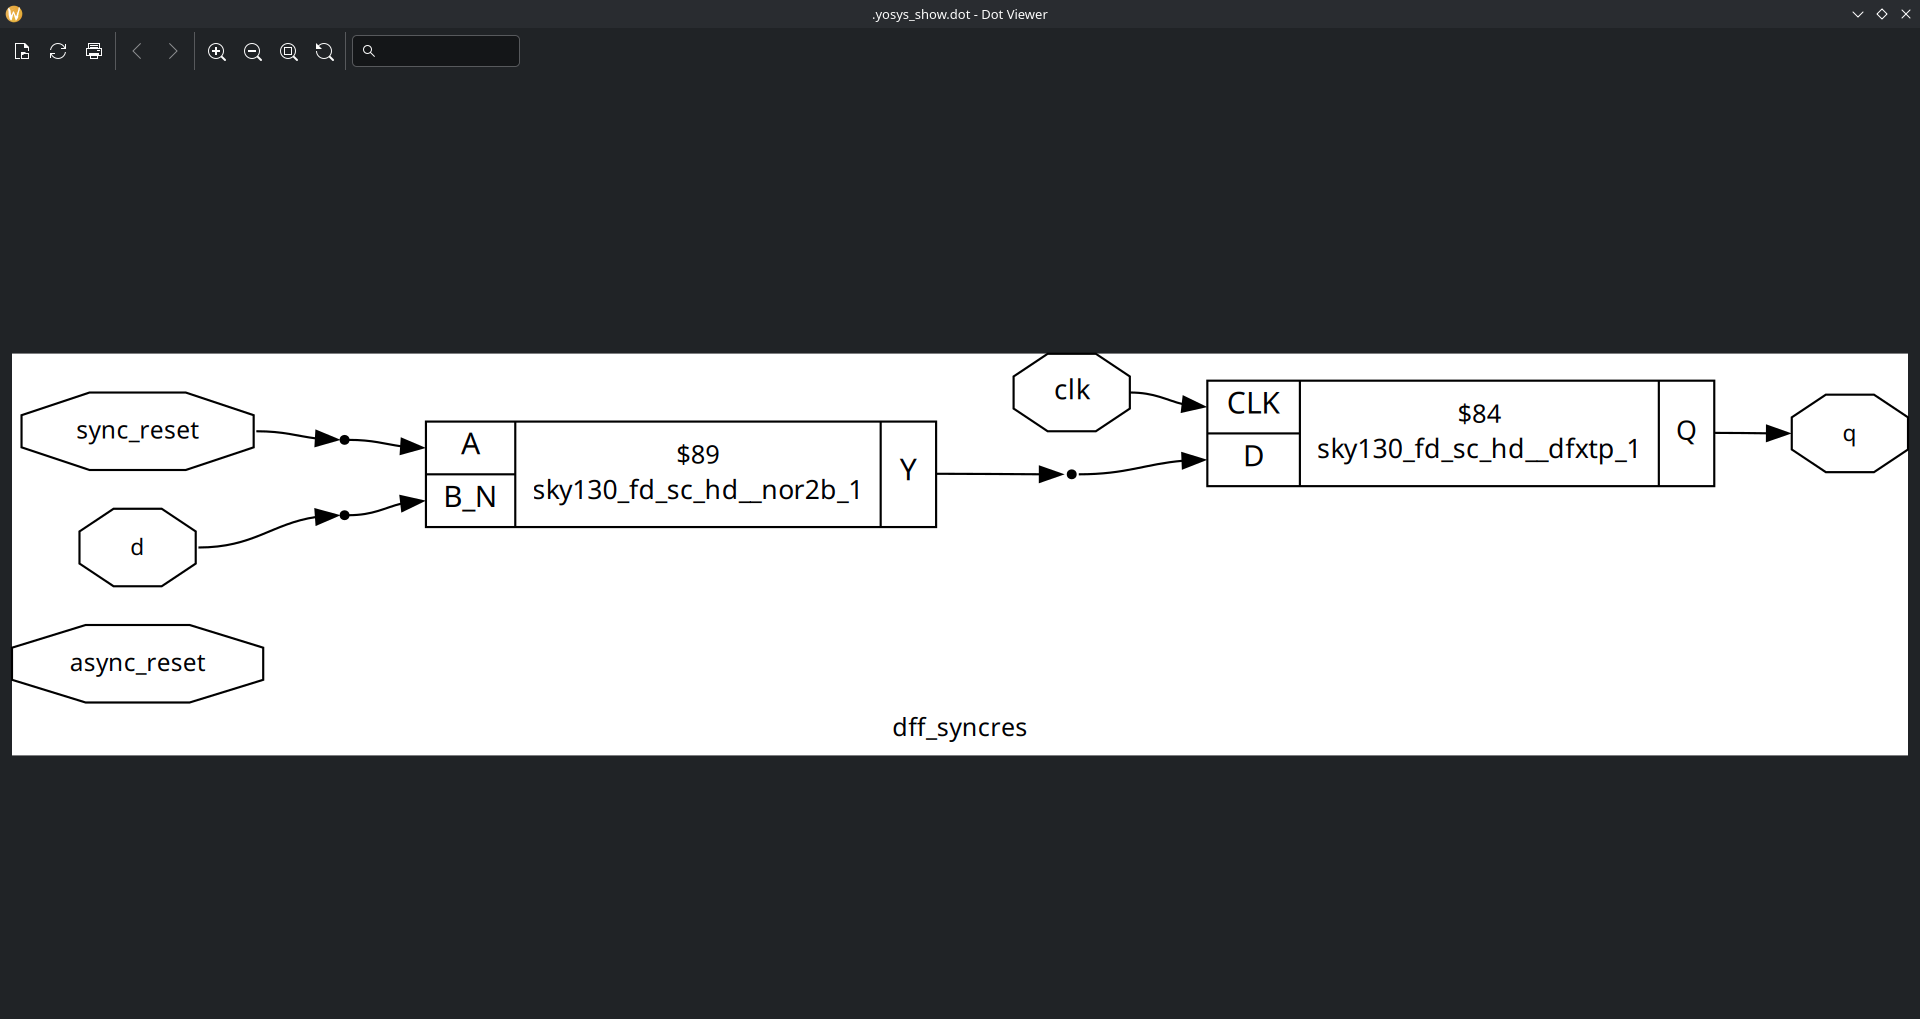 .yosys_show.dot - Dot Viewer
sync_reset
d
async_reset
A
B_N
$89
sky130_fd_sc_hd__nor2b_1
Y
clk
CLK
D
$84
sky130_fd_sc_hd__dfxtp_1
Q
q
dff_syncres